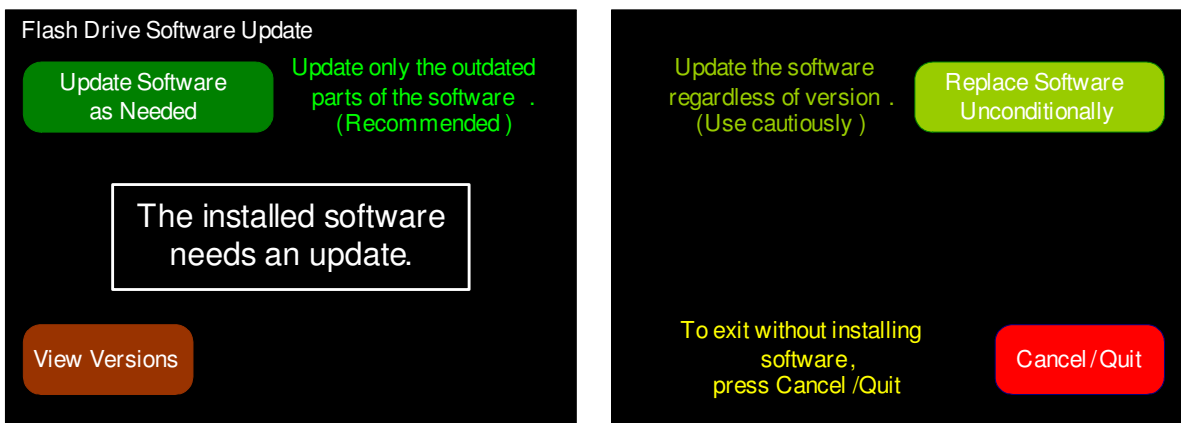 Flash Drive Software Update
Update Software
as Needed
Update only the outdated
parts of the software .
(Recommended )
The installed software
needs an update.
View Versions
Update the software
regardless of version .
(Use cautiously )
Replace Software
Unconditionally
To exit without installing
software,
press Cancel /Quit
Cancel / Quit